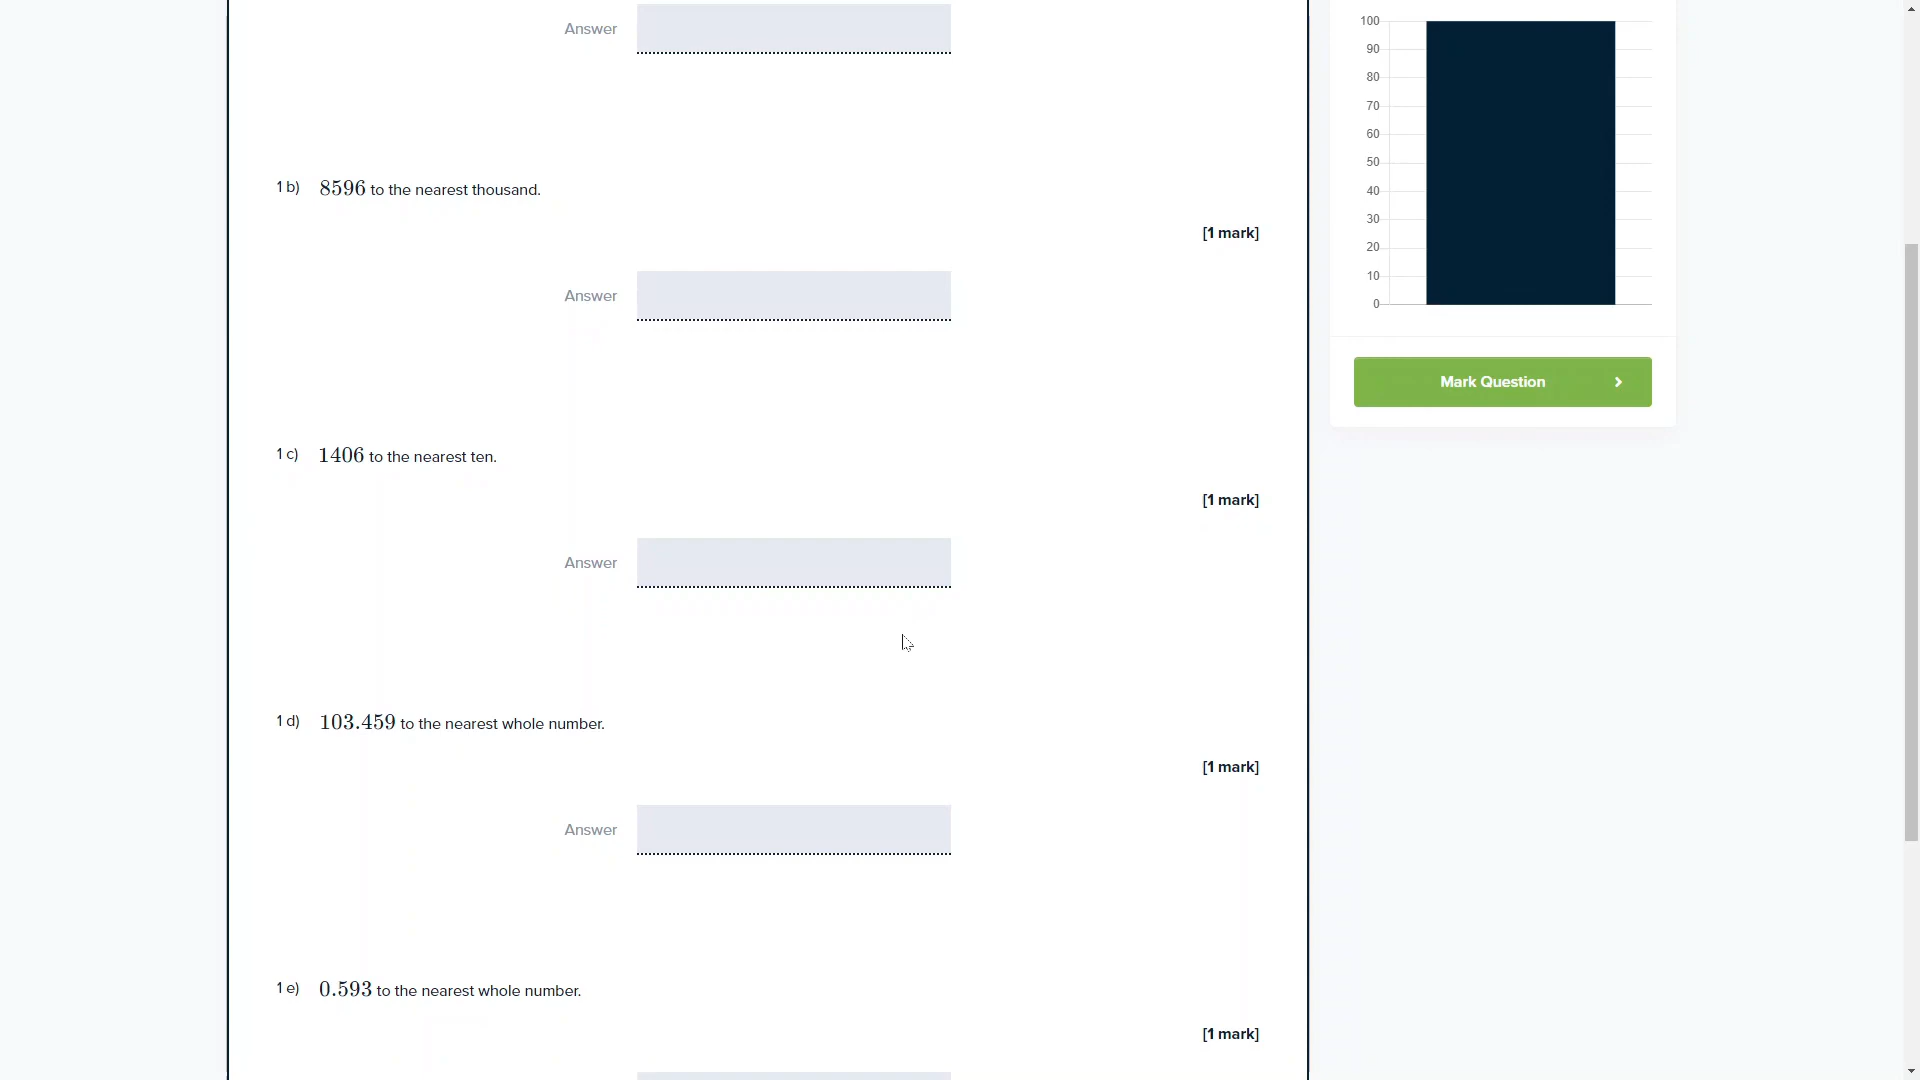 Answer
1 b) 8596 to the nearest thousand.
[1 mark]
Answer
1 c) 1406 to the nearest ten.
[1 mark]
Answer
1 d) 103.459 to the nearest whole number.
[1 mark]
Answer
1 e) 0.593 to the nearest whole number.
[1 mark]
100
90
80
70
60
50
40
30
20
10
0
Mark Question